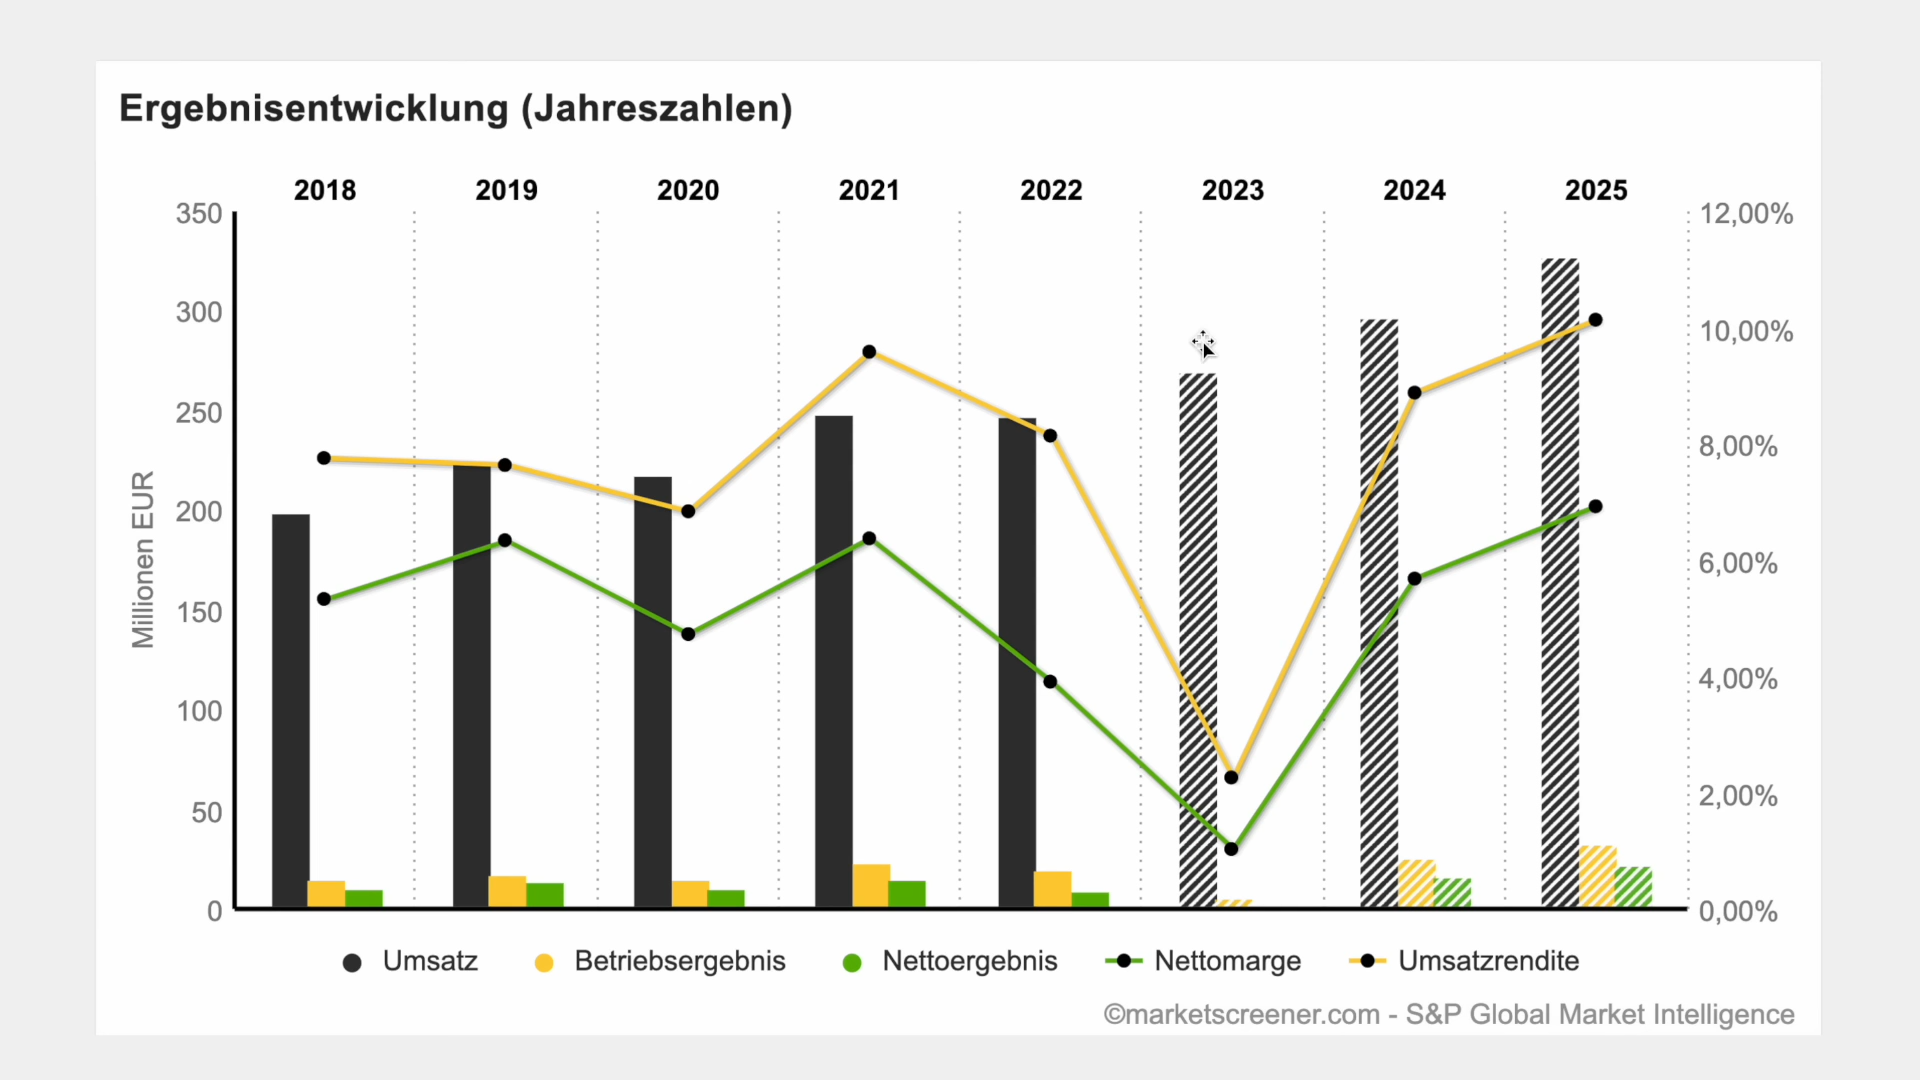 Ergebnisentwicklung (Jahreszahlen)
2018 2019 2020 2021 2022 2023 2024 2025
350 12,00%
300 10,00%
250 8,00%
200 6,00%
150 4,00%
100 2,00%
50
0 0,00%
Millionen EUR
Umsatz Betriebsergebnis Nettoergebnis Nettomarge Umsatzrendite
©marketscreener.com - S&P Global Market Intelligence